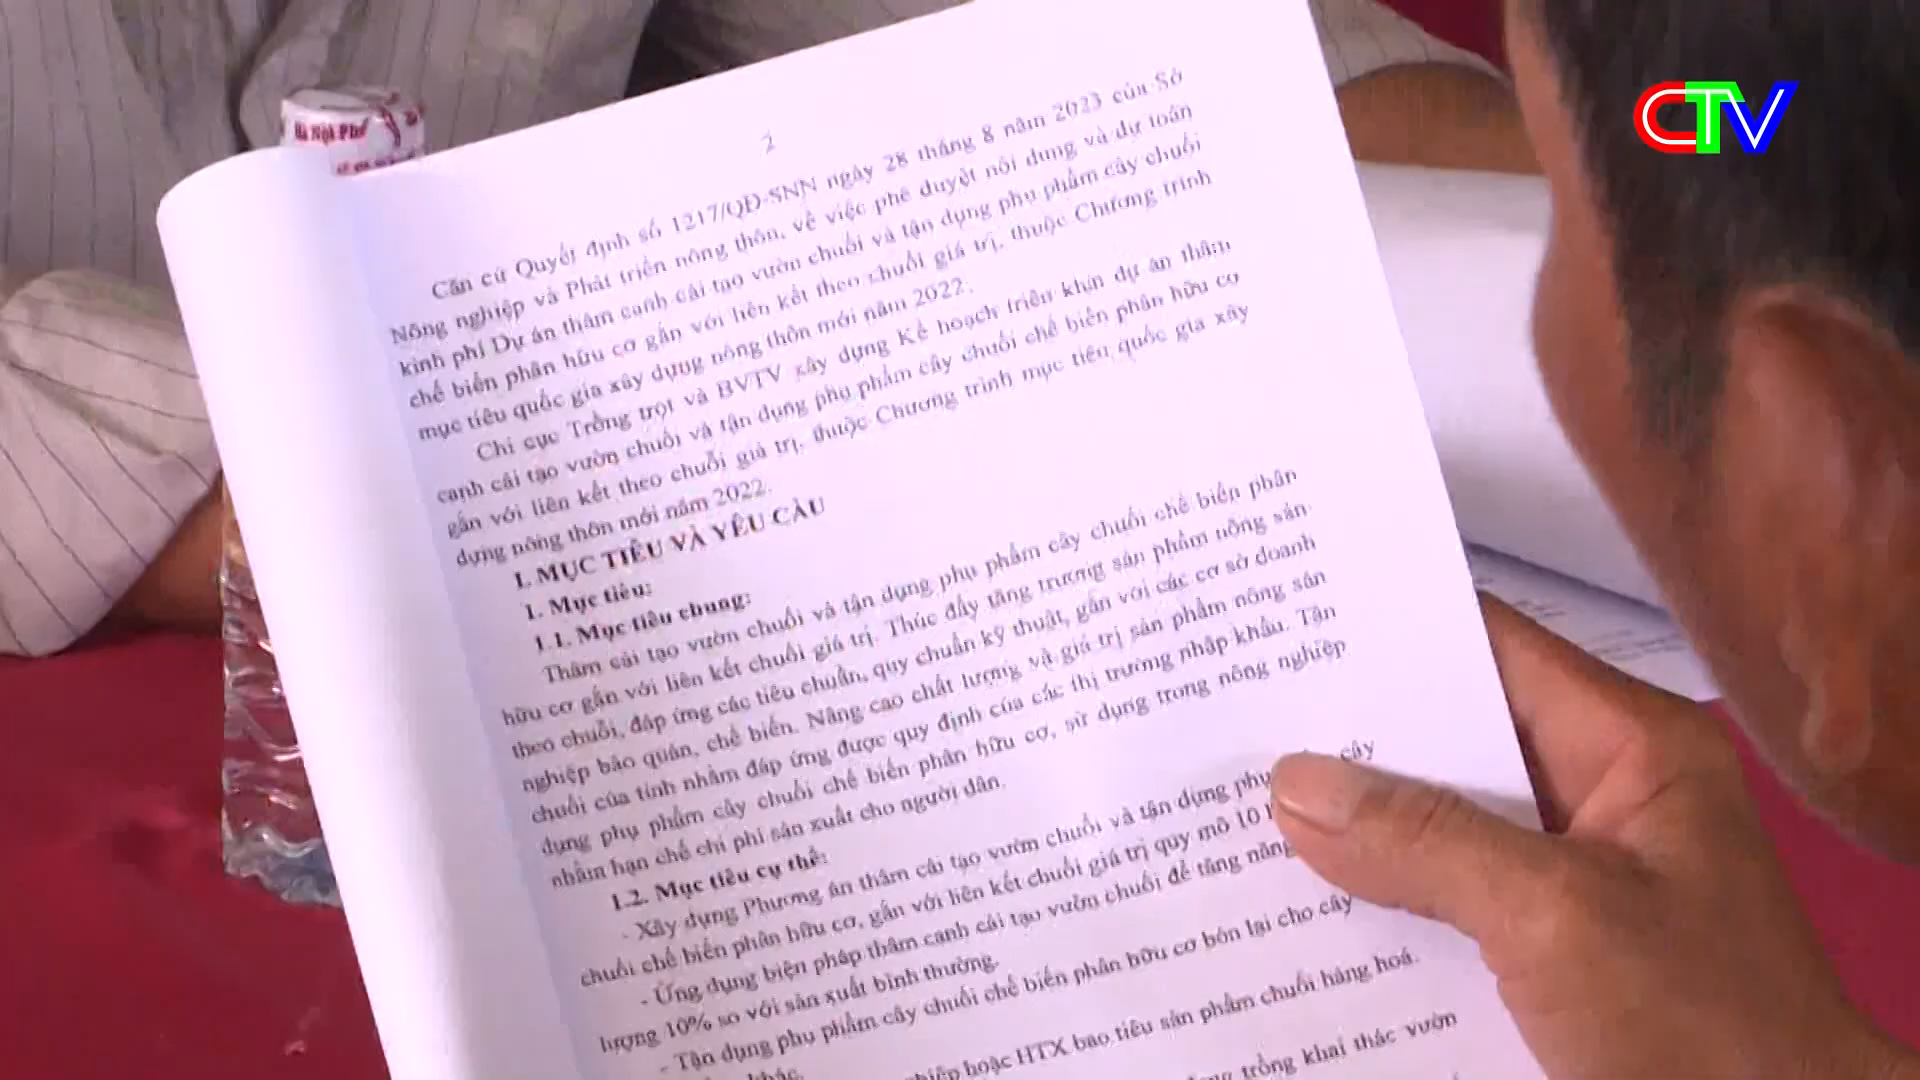 CTV
Hà Nội Phố
2
Căn cứ Quyết định số 1217/QĐ-SNN ngày 28 tháng 8 năm 2023 của Sở
Nông nghiệp và Phát triển nông thôn, về việc phê duyệt nội dung và dự toán
kinh phí Dự án thâm canh cải tạo vườn chuối và tận dụng phụ phẩm cây chuối
chế biến phân hữu cơ gắn với liên kết theo chuỗi giá trị, thuộc Chương trình
mục tiêu quốc gia xây dựng nông thôn mới năm 2022.
Chi cục Trồng trọt và BVTV xây dựng Kế hoạch triển khai dự án thâm
canh cải tạo vườn chuối và tận dụng phụ phẩm cây chuối chế biến phân hữu cơ
gắn với liên kết theo chuỗi giá trị, thuộc Chương trình mục tiêu quốc gia xây
dựng nông thôn mới năm 2022.
I. MỤC TIÊU VÀ YÊU CẦU
1. Mục tiêu:
1.1. Mục tiêu chung:
Thâm cải tạo vườn chuối và tận dụng phụ phẩm cây chuối chế biến phân
hữu cơ gắn với liên kết chuỗi giá trị. Thúc đẩy tăng trương sản phẩm nông sản
theo chuỗi, đáp ứng các tiêu chuẩn, quy chuẩn kỹ thuật, gắn với các cơ sở doanh
nghiệp bảo quản, chế biến. Nâng cao chất lượng và giá trị sản phẩm nông sản
chuối của tỉnh nhằm đáp ứng được quy định của các thị trường nhập khẩu. Tận
dụng phụ phẩm cây chuối chế biến phân hữu cơ, sử dụng trong nông nghiệp
nhằm hạn chế chi phí sản xuất cho người dân.
1.2. Mục tiêu cụ thể:
- Xây dựng Phương án thâm cải tạo vườn chuối và tận dụng phụ cây
chuối chế biến phân hữu cơ, gắn với liên kết chuỗi giá trị quy mô 10
- Ứng dụng biện pháp thâm canh cải tạo vườn chuối để tăng năng
lượng 10% so với sản xuất bình thường.
- Tận dụng phụ phẩm cây chuối chế biến phân hữu cơ bón lại cho cây
khác.
hoặc HTX bao tiêu sản phẩm chuối hàng hoá.
trồng khai thác vườn